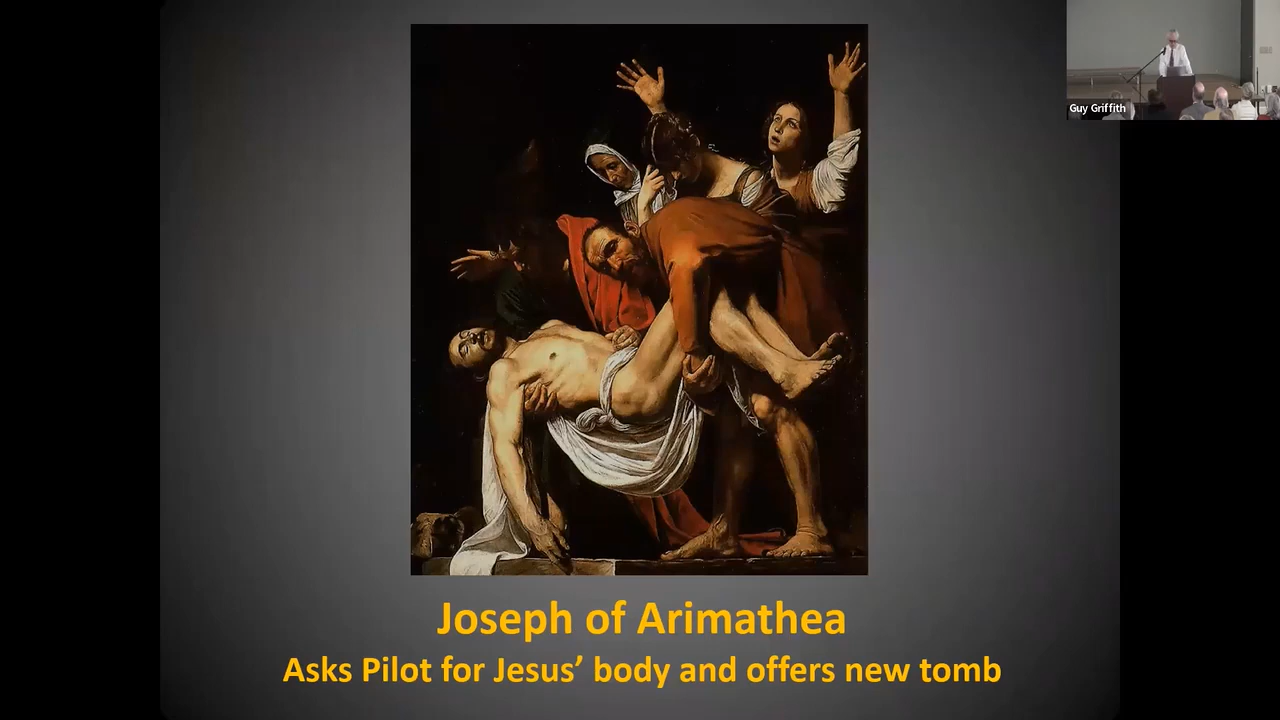 Guy Griffith
Joseph of Arimathea
Asks Pilot for Jesus’ body and offers new tomb